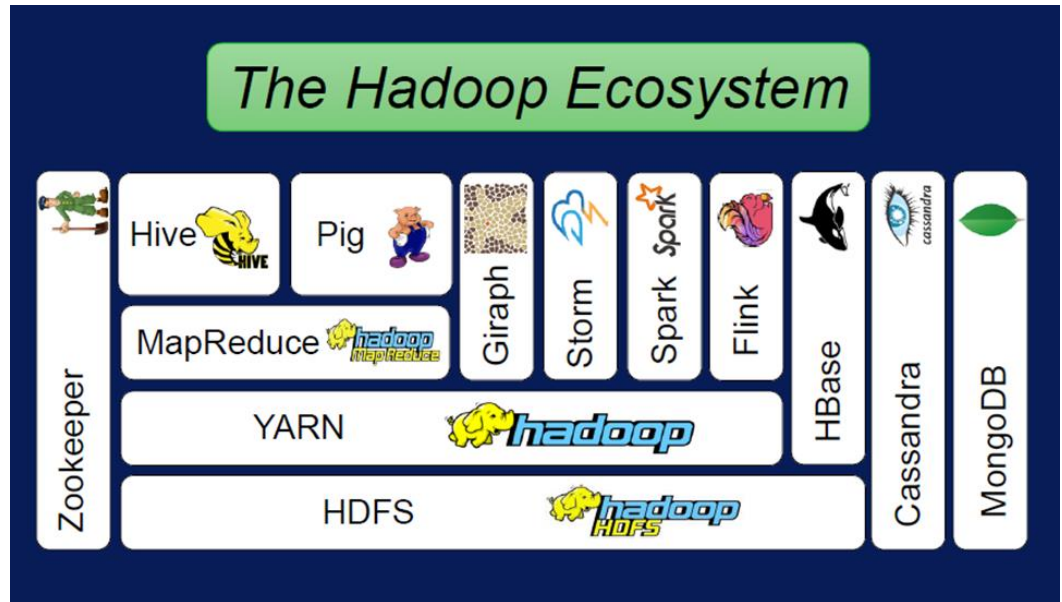 The Hadoop Ecosystem
Zookeeper
Hive
HIVE
Pig
Giraph
Storm
Spark
Spark
Flink
HBase
cassandra
Cassandra
MongoDB
MapReduce
hadoop
Map Reduce
YARN
hadoop
HDFS
hadoop
HDFS